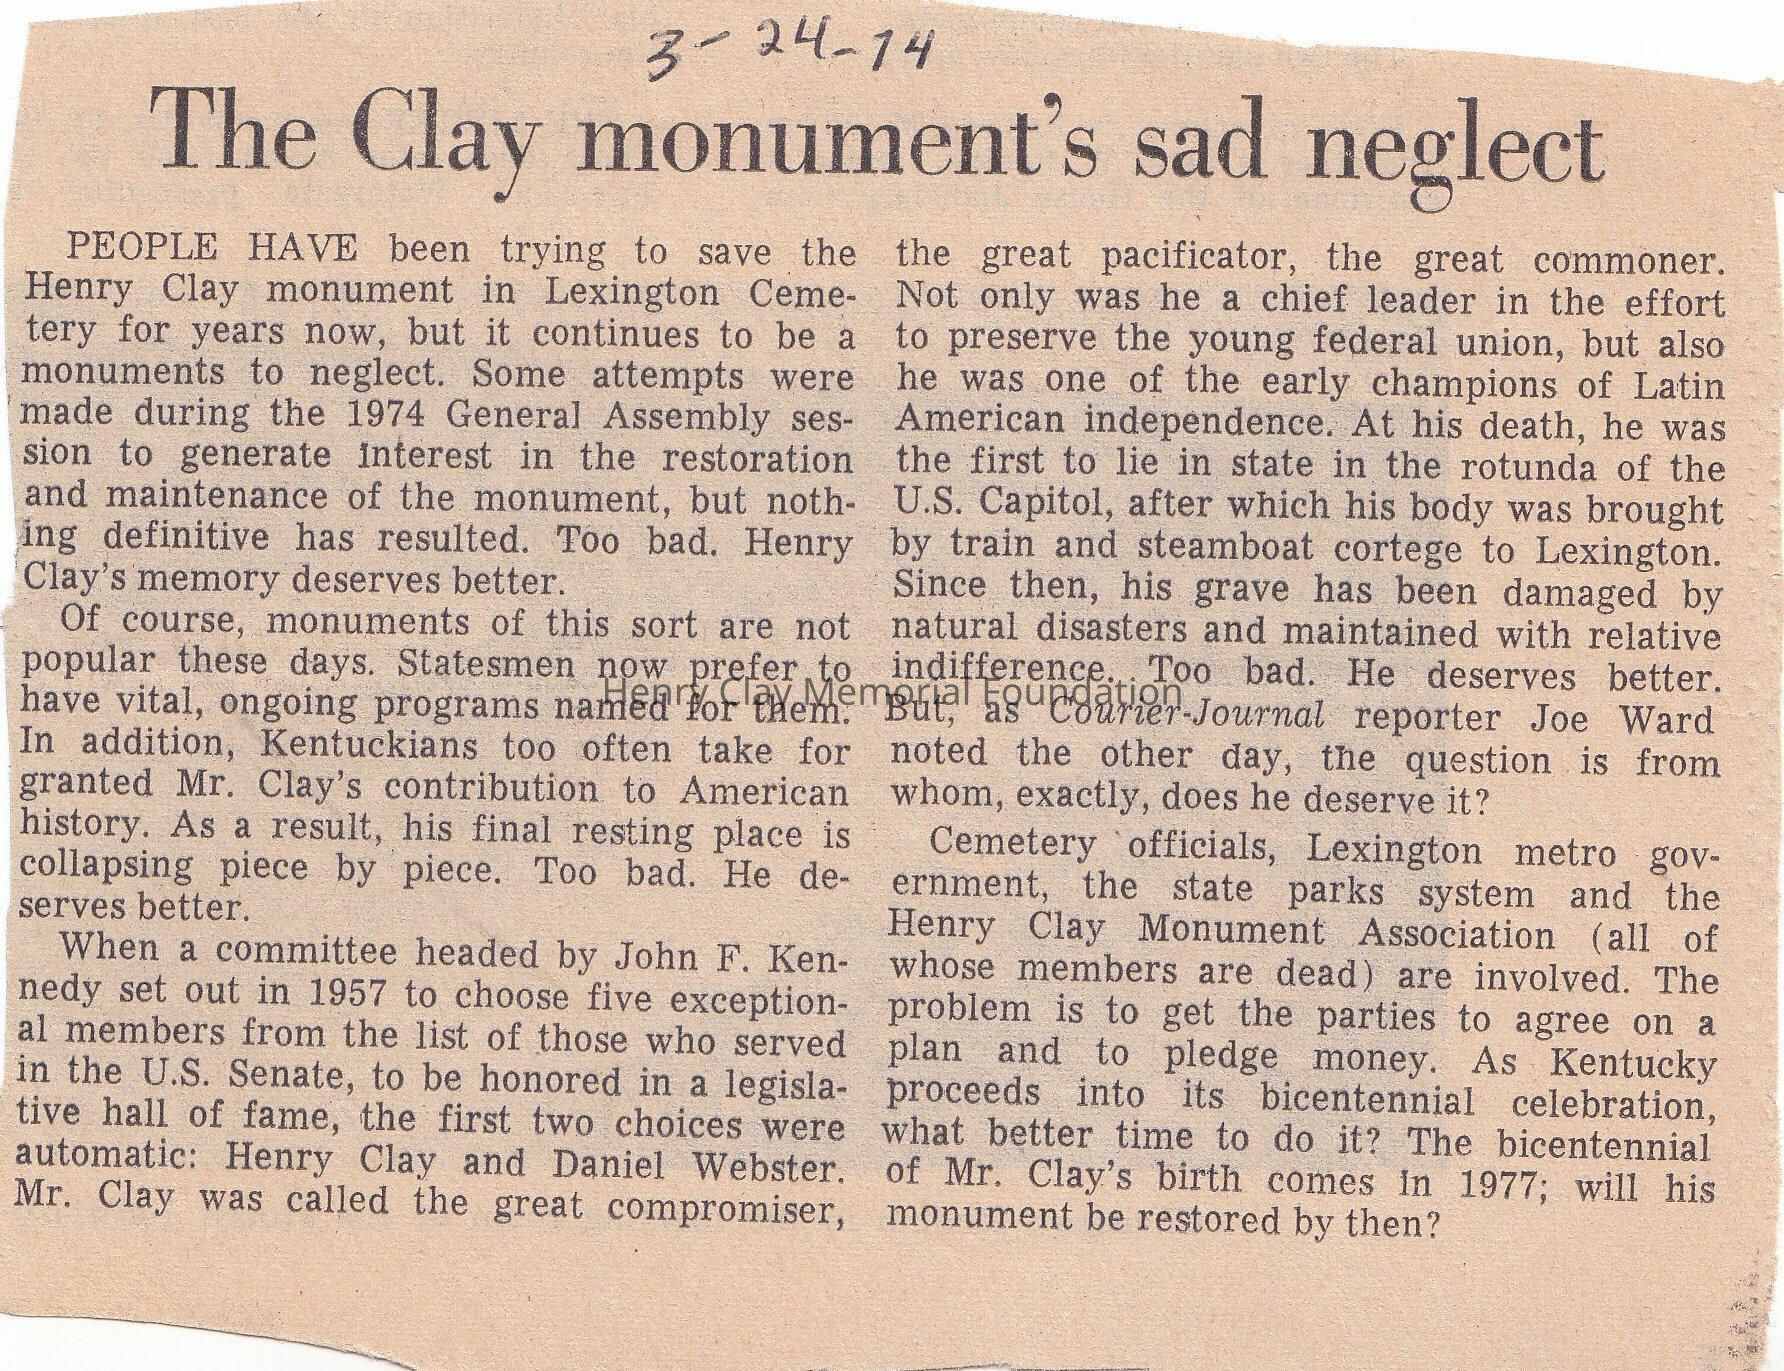 3-24-74
The Clay monument's sad neglect
PEOPLE HAVE been trying to save the
Henry Clay monument in Lexington Ceme-
tery for years now, but it continues to be a
monuments to neglect. Some attempts were
made during the 1974 General Assembly ses-
sion to generate interest in the restoration
and maintenance of the monument, but noth-
ing definitive has resulted. Too bad. Henry
Clay's memory deserves better.
Of course, monuments of this sort are not
popular these days. Statesmen now prefer to
have vital, ongoing programs named for them.
In addition, Kentuckians too often take for
granted Mr. Clay's contribution to American
history. As a result, his final resting place is
collapsing piece by piece. Too bad. He de-
serves better.
When a committee headed by John F. Ken-
nedy set out in 1957 to choose five exception-
al members from the list of those who served
in the U.S. Senate, to be honored in a legisla-
tive hall of fame, the first two choices were
automatic: Henry Clay and Daniel Webster.
Mr. Clay was called the great compromiser,
the great pacificator, the great commoner.
Not only was he a chief leader in the effort
to preserve the young federal union, but also
he was one of the early champions of Latin
American independence. At his death, he was
the first to lie in state in the rotunda of the
U.S. Capitol, after which his body was brought
by train and steamboat cortege to Lexington.
Since then, his grave has been damaged by
natural disasters and maintained with relative
indifference. Too bad. He deserves better.
But, as Courier-Journal reporter Joe Ward
noted the other day, the question is from
whom, exactly, does he deserve it?
Cemetery officials, Lexington metro gov-
ernment, the state parks system and the
Henry Clay Monument Association (all of
whose members are dead) are involved. The
problem is to get the parties to agree on a
plan and to pledge money. As Kentucky
proceeds into its bicentennial celebration,
what better time to do it? The bicentennial
of Mr. Clay's birth comes in 1977; will his
monument be restored by then?
Henry Clay Memorial Foundation